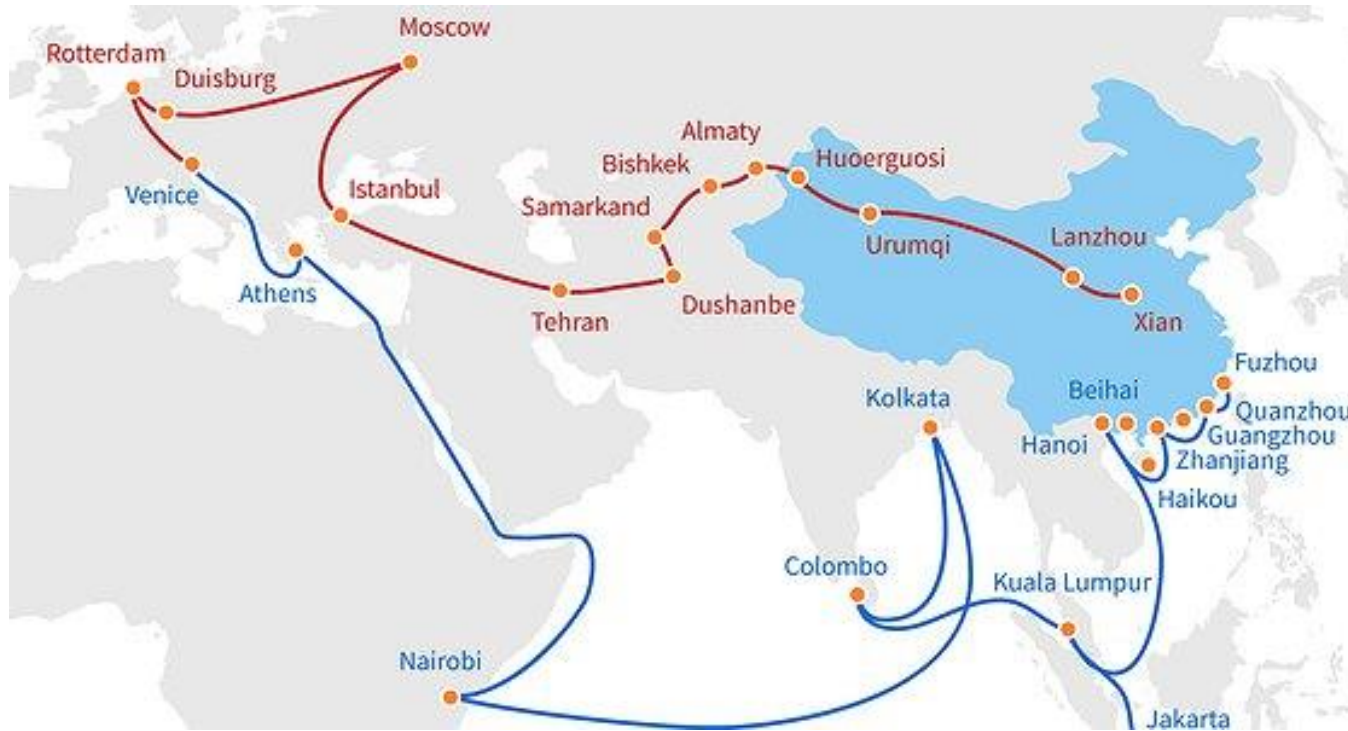 Moscow
Rotterdam
Duisburg
Almaty
Huoerguosi
Bishkek
Venice
Istanbul
Samarkand
Urumqi
Lanzhou
Athens
Tehran
Dushanbe
Xian
Fuzhou
Kolkata
Beihai
Quanzhou
Hanoi
Guangzhou
Zhanjiang
Haikou
Colombo
Kuala Lumpur
Nairobi
Jakarta